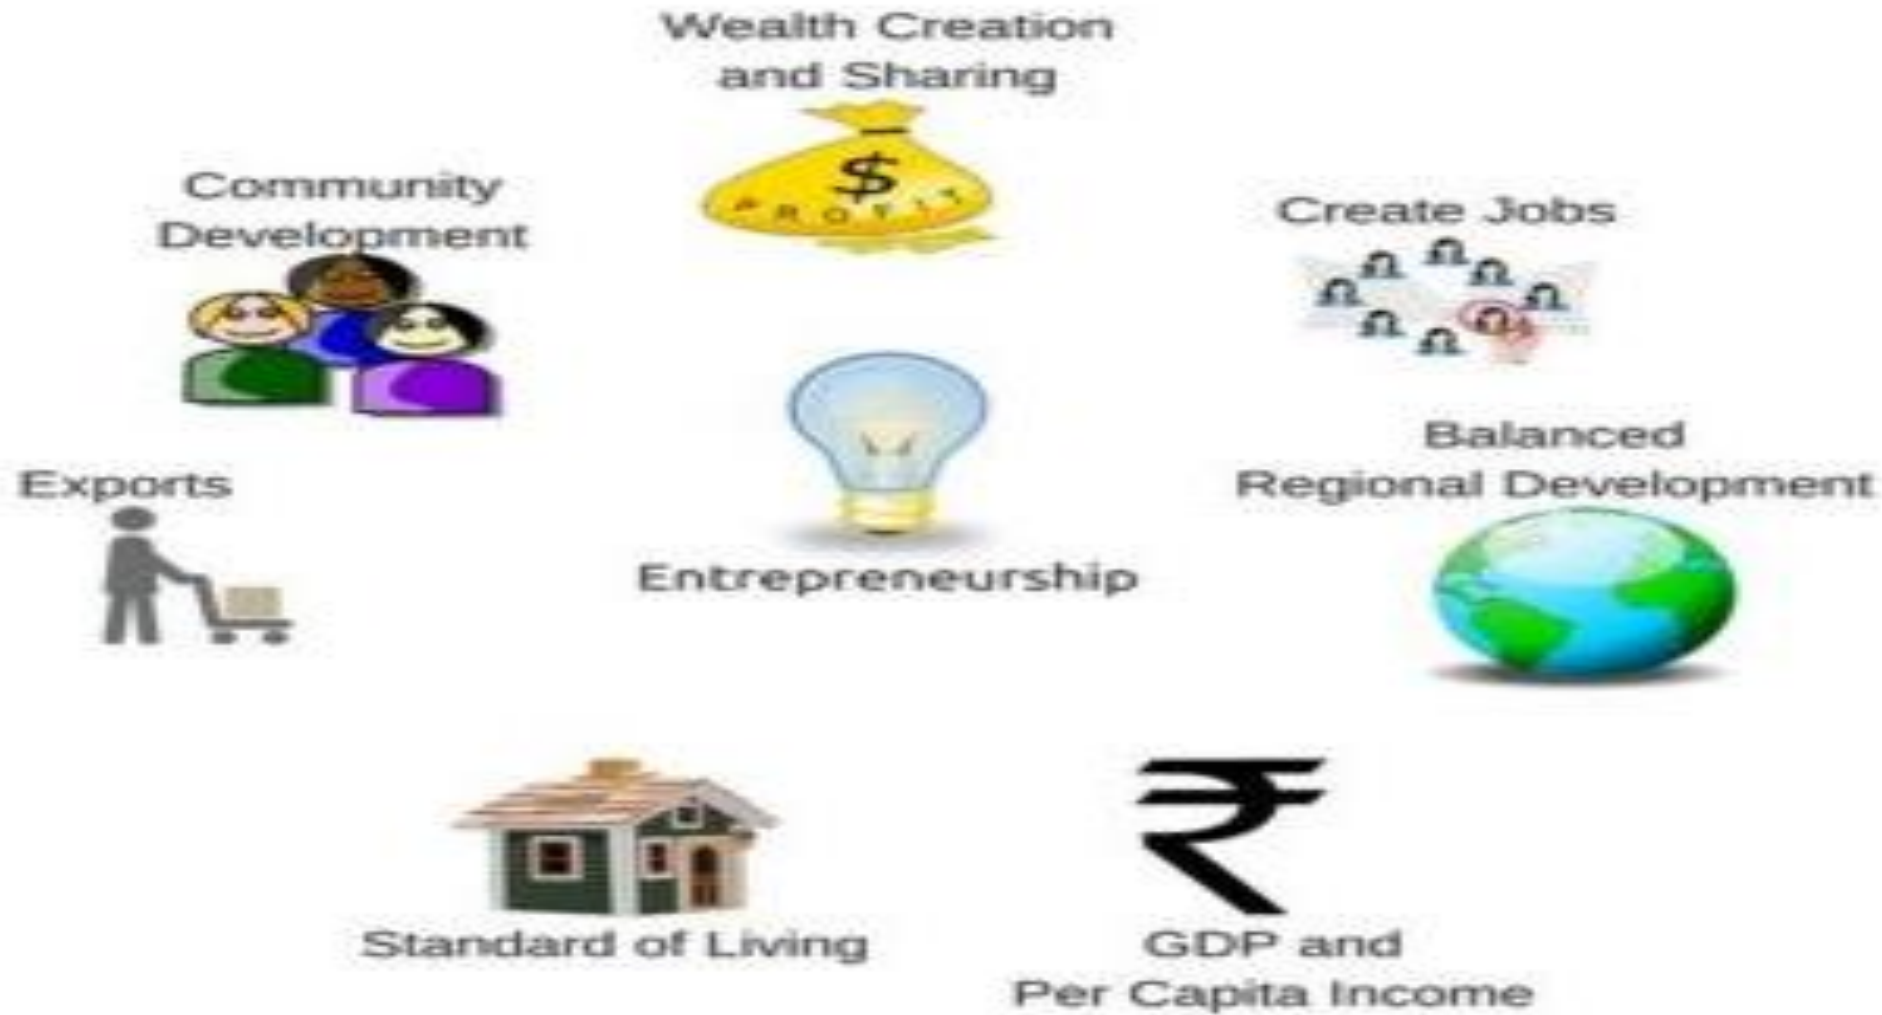 Wealth Creation
and Sharing
$
PROFIT
Community
Development
Create Jobs
Balanced
Regional Development
Exports
Entrepreneurship
₹
Standard of Living
GDP and
Per Capita Income